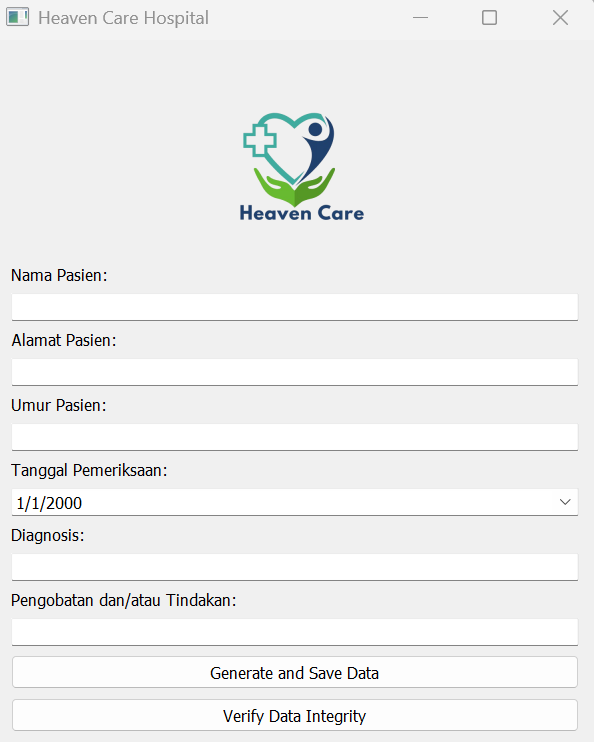 Heaven Care Hospital
Heaven Care
Nama Pasien:
Alamat Pasien:
Umur Pasien:
Tanggal Pemeriksaan:
1/1/2000
Diagnosis:
Pengobatan dan/atau Tindakan:
Generate and Save Data
Verify Data Integrity